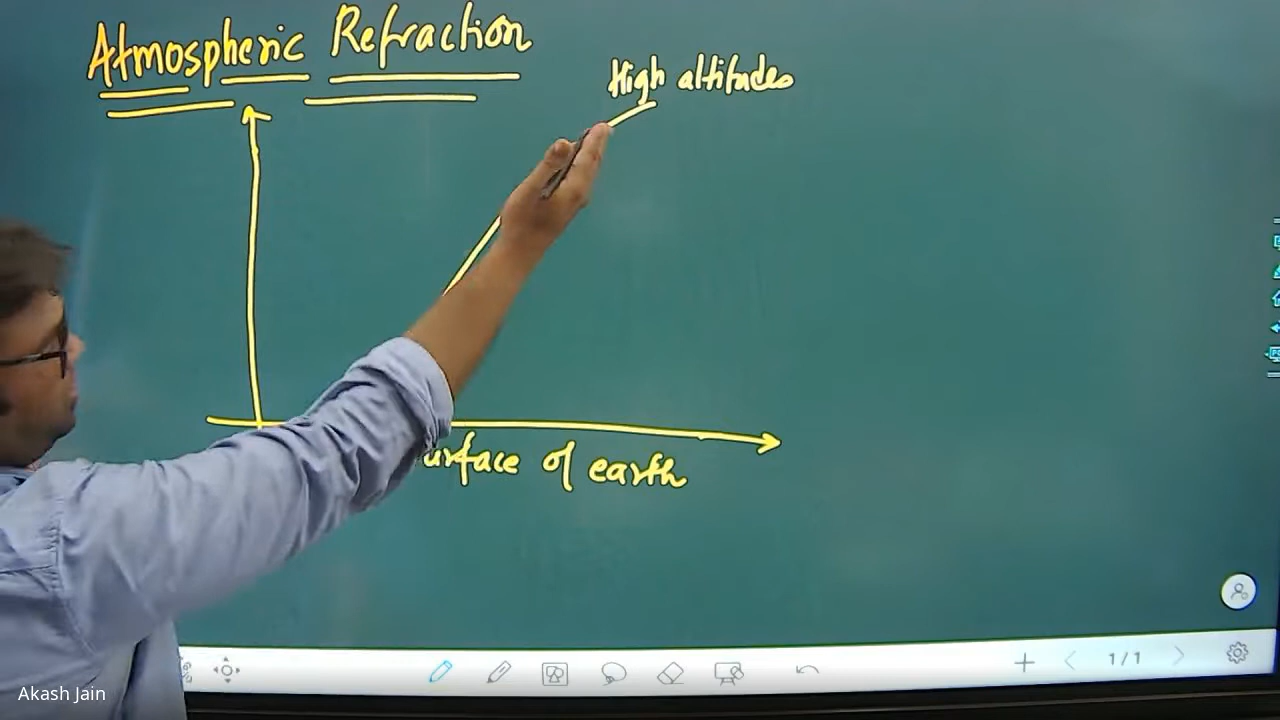 Atmospheric Refraction
High altitudes
urface of earth
1/1
Akash Jain